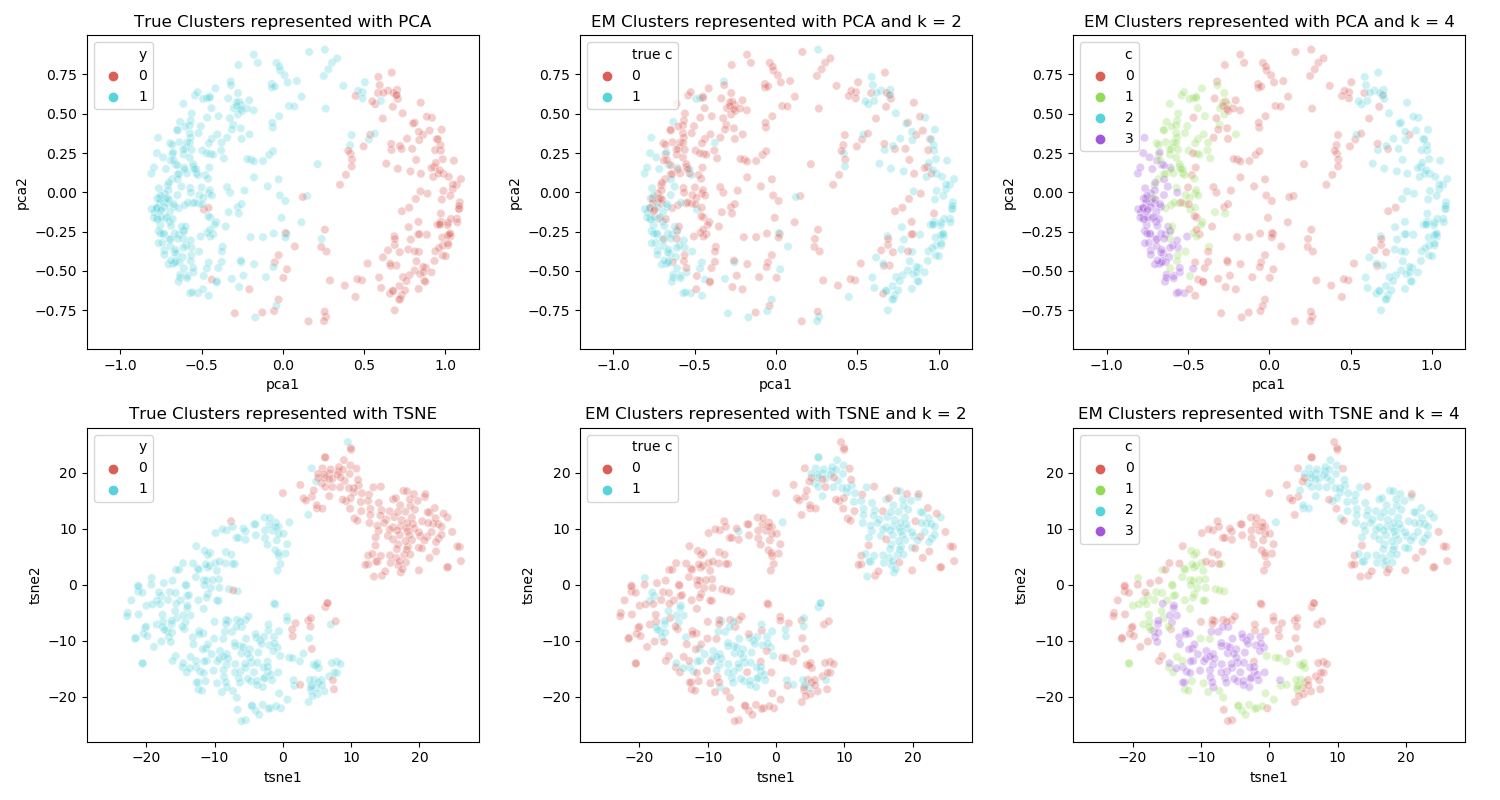 True Clusters represented with PCA
y
0
1
0.75
0.50
0.25
0.00
−0.25
−0.50
−0.75
pca2
−1.0 −0.5 0.0 0.5 1.0
pca1
EM Clusters represented with PCA and k = 2
true c
0
1
0.75
0.50
0.25
0.00
−0.25
−0.50
−0.75
pca2
−1.0 −0.5 0.0 0.5 1.0
pca1
EM Clusters represented with PCA and k = 4
c
0
1
2
3
0.75
0.50
0.25
0.00
−0.25
−0.50
−0.75
pca2
−1.0 −0.5 0.0 0.5 1.0
pca1
True Clusters represented with TSNE
y
0
1
20
10
0
−10
−20
tsne2
−20 −10 0 10 20
tsne1
EM Clusters represented with TSNE and k = 2
true c
0
1
20
10
0
−10
−20
tsne2
−20 −10 0 10 20
tsne1
EM Clusters represented with TSNE and k = 4
c
0
1
2
3
20
10
0
−10
−20
tsne2
−20 −10 0 10 20
tsne1